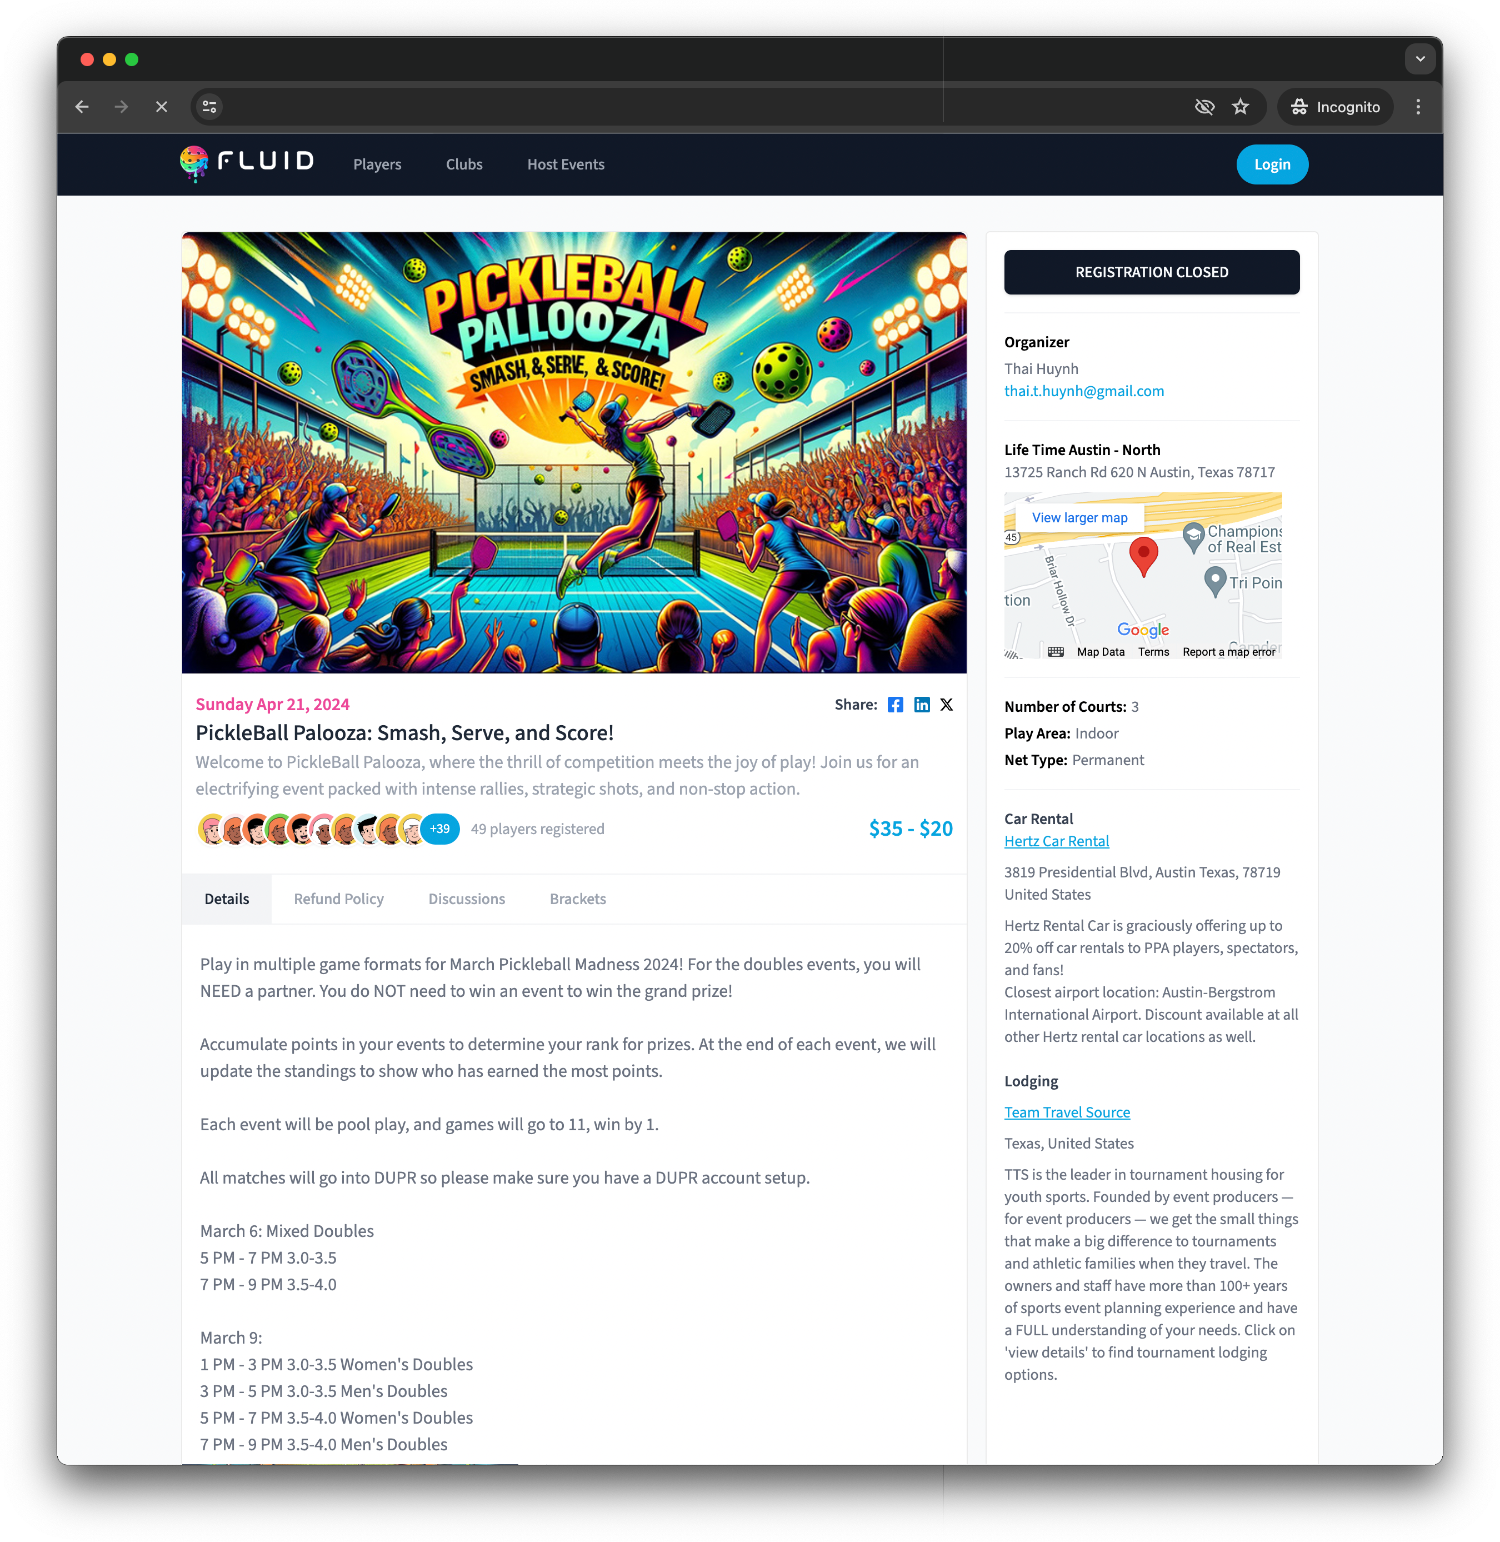 Incognito
FLUID
Players
Clubs
Host Events
Login
PICKLEBALL
PALLOOZA
SMASH, & SERVE, & SCORE!
Sunday Apr 21, 2024
Share:
PickleBall Palooza: Smash, Serve, and Score!
Welcome to PickleBall Palooza, where the thrill of competition meets the joy of play! Join us for an
electrifying event packed with intense rallies, strategic shots, and non-stop action.
+39
49 players registered
$35 - $20
Details
Refund Policy
Discussions
Brackets
Play in multiple game formats for March Pickleball Madness 2024! For the doubles events, you will
NEED a partner. You do NOT need to win an event to win the grand prize!
Accumulate points in your events to determine your rank for prizes. At the end of each event, we will
update the standings to show who has earned the most points.
Each event will be pool play, and games will go to 11, win by 1.
All matches will go into DUPR so please make sure you have a DUPR account setup.
March 6: Mixed Doubles
5 PM - 7 PM 3.0-3.5
7 PM - 9 PM 3.5-4.0
March 9:
1 PM - 3 PM 3.0-3.5 Women's Doubles
3 PM - 5 PM 3.0-3.5 Men's Doubles
5 PM - 7 PM 3.5-4.0 Women's Doubles
7 PM - 9 PM 3.5-4.0 Men's Doubles
REGISTRATION CLOSED
Organizer
Thai Huynh
thai.t.huynh@gmail.com
Life Time Austin - North
13725 Ranch Rd 620 N Austin, Texas 78717
View larger map
45
Champions
of Real Est
Tri Poin
Briar Hollow Dr
tion
Google
Map Data
Terms
Report a map error
Number of Courts: 3
Play Area: Indoor
Net Type: Permanent
Car Rental
Hertz Car Rental
3819 Presidential Blvd, Austin Texas, 78719
United States
Hertz Rental Car is graciously offering up to
20% off car rentals to PPA players, spectators,
and fans!
Closest airport location: Austin-Bergstrom
International Airport. Discount available at all
other Hertz rental car locations as well.
Lodging
Team Travel Source
Texas, United States
TTS is the leader in tournament housing for
youth sports. Founded by event producers —
for event producers — we get the small things
that make a big difference to tournaments
and athletic families when they travel. The
owners and staff have more than 100+ years
of sports event planning experience and have
a FULL understanding of your needs. Click on
'view details' to find tournament lodging
options.